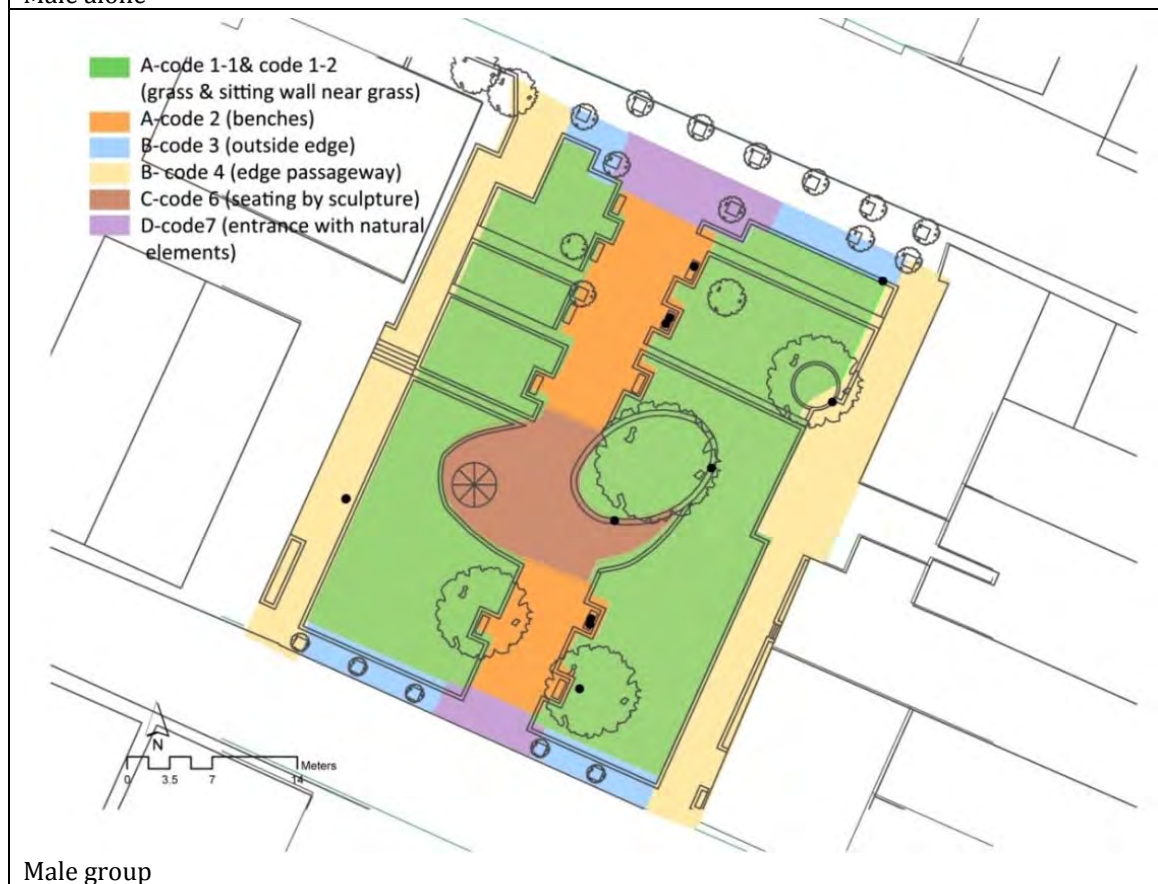 Male alone
A-code 1-1& code 1-2
(grass & sitting wall near grass)
A-code 2 (benches)
B-code 3 (outside edge)
B- code 4 (edge passageway)
C-code 6 (seating by sculpture)
D-code7 (entrance with natural
elements)
N
Meters
0 3.5 7 14
Male group